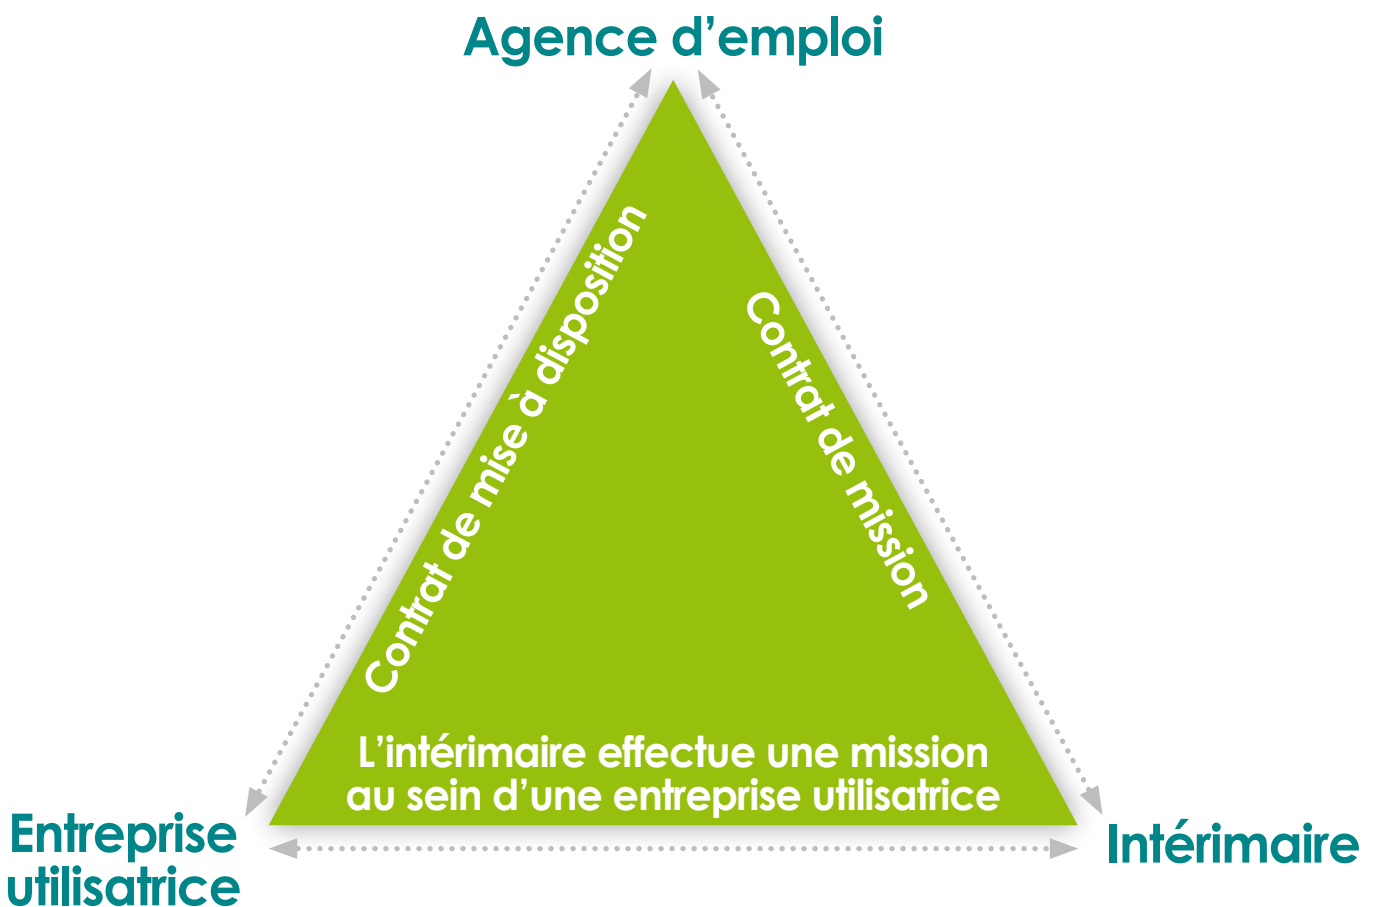 Agence d’emploi
Contrat de mise à disposition
Contrat de mission
L’intérimaire effectue une mission
au sein d’une entreprise utilisatrice
Entreprise
utilisatrice
Intérimaire